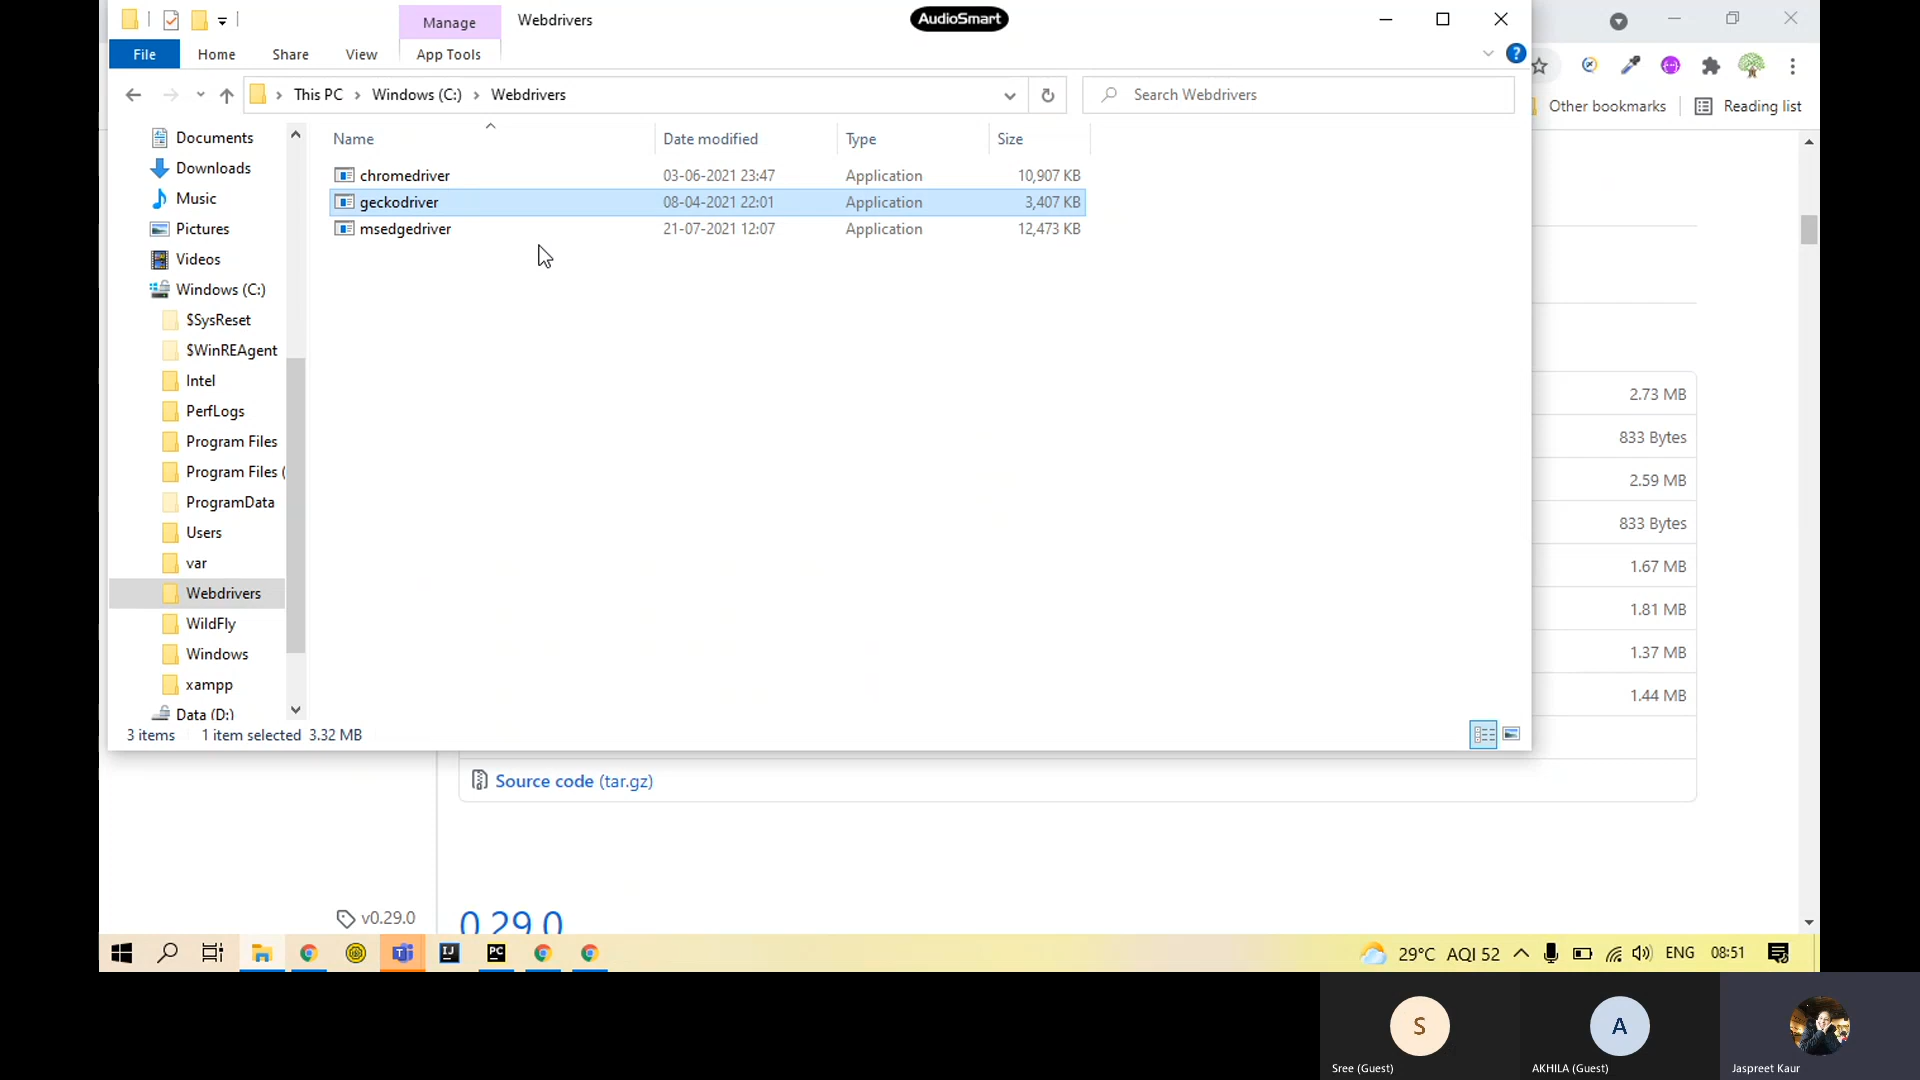 Manage
Webdrivers
AudioSmart
File
Home
Share
View
App Tools
?
This PC
Windows (C:)
Webdrivers
Search Webdrivers
Other bookmarks
Reading list
Documents
Name
Date modified
Type
Size
Downloads
chromedriver
03-06-2021 23:47
Application
10,907 KB
Music
geckodriver
08-04-2021 22:01
Application
3,407 KB
Pictures
msedgedriver
21-07-2021 12:07
Application
12,473 KB
Videos
Windows (C:)
$SysReset
$WinREAgent
Intel
PerfLogs
Program Files
Program Files (
ProgramData
Users
var
Webdrivers
WildFly
Windows
xampp
Data (D:)
2.73 MB
833 Bytes
2.59 MB
833 Bytes
1.67 MB
1.81 MB
1.37 MB
1.44 MB
3 items
1 item selected 3.32 MB
Source code (tar.gz)
v0.29.0
0.29.0
IJ
PC
29°C AQI 52
ENG
08:51
S
A
Sree (Guest)
AKHILA (Guest)
Jaspreet Kaur